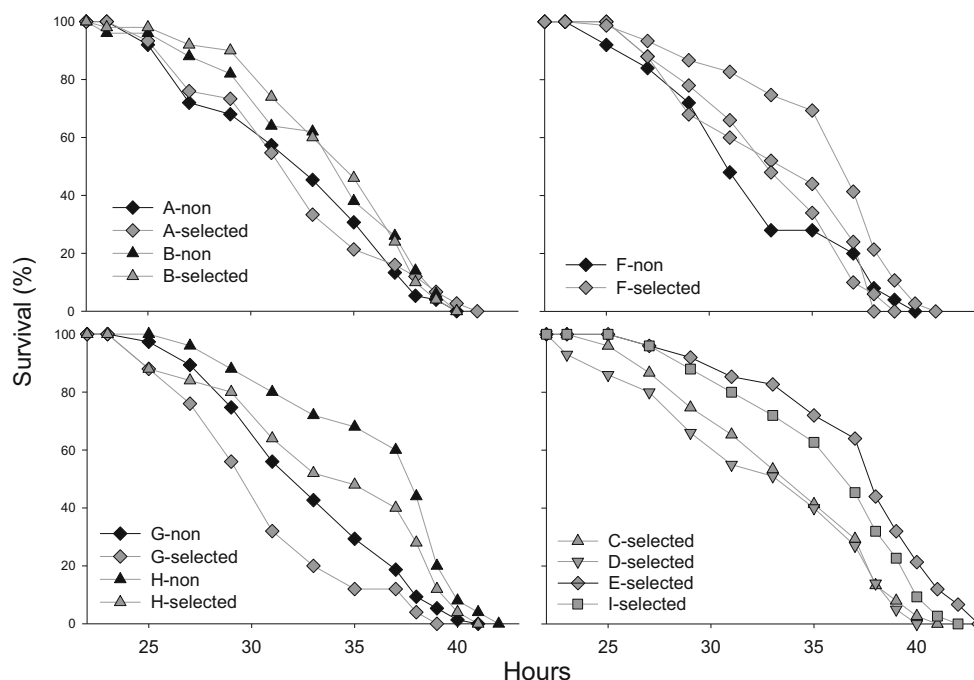 100
80
60
40
20
0
A-non
A-selected
B-non
B-selected
F-non
F-selected
Survival (%)
100
80
60
40
20
0
G-non
G-selected
H-non
H-selected
C-selected
D-selected
E-selected
I-selected
25 30 35 40 25 30 35 40
Hours